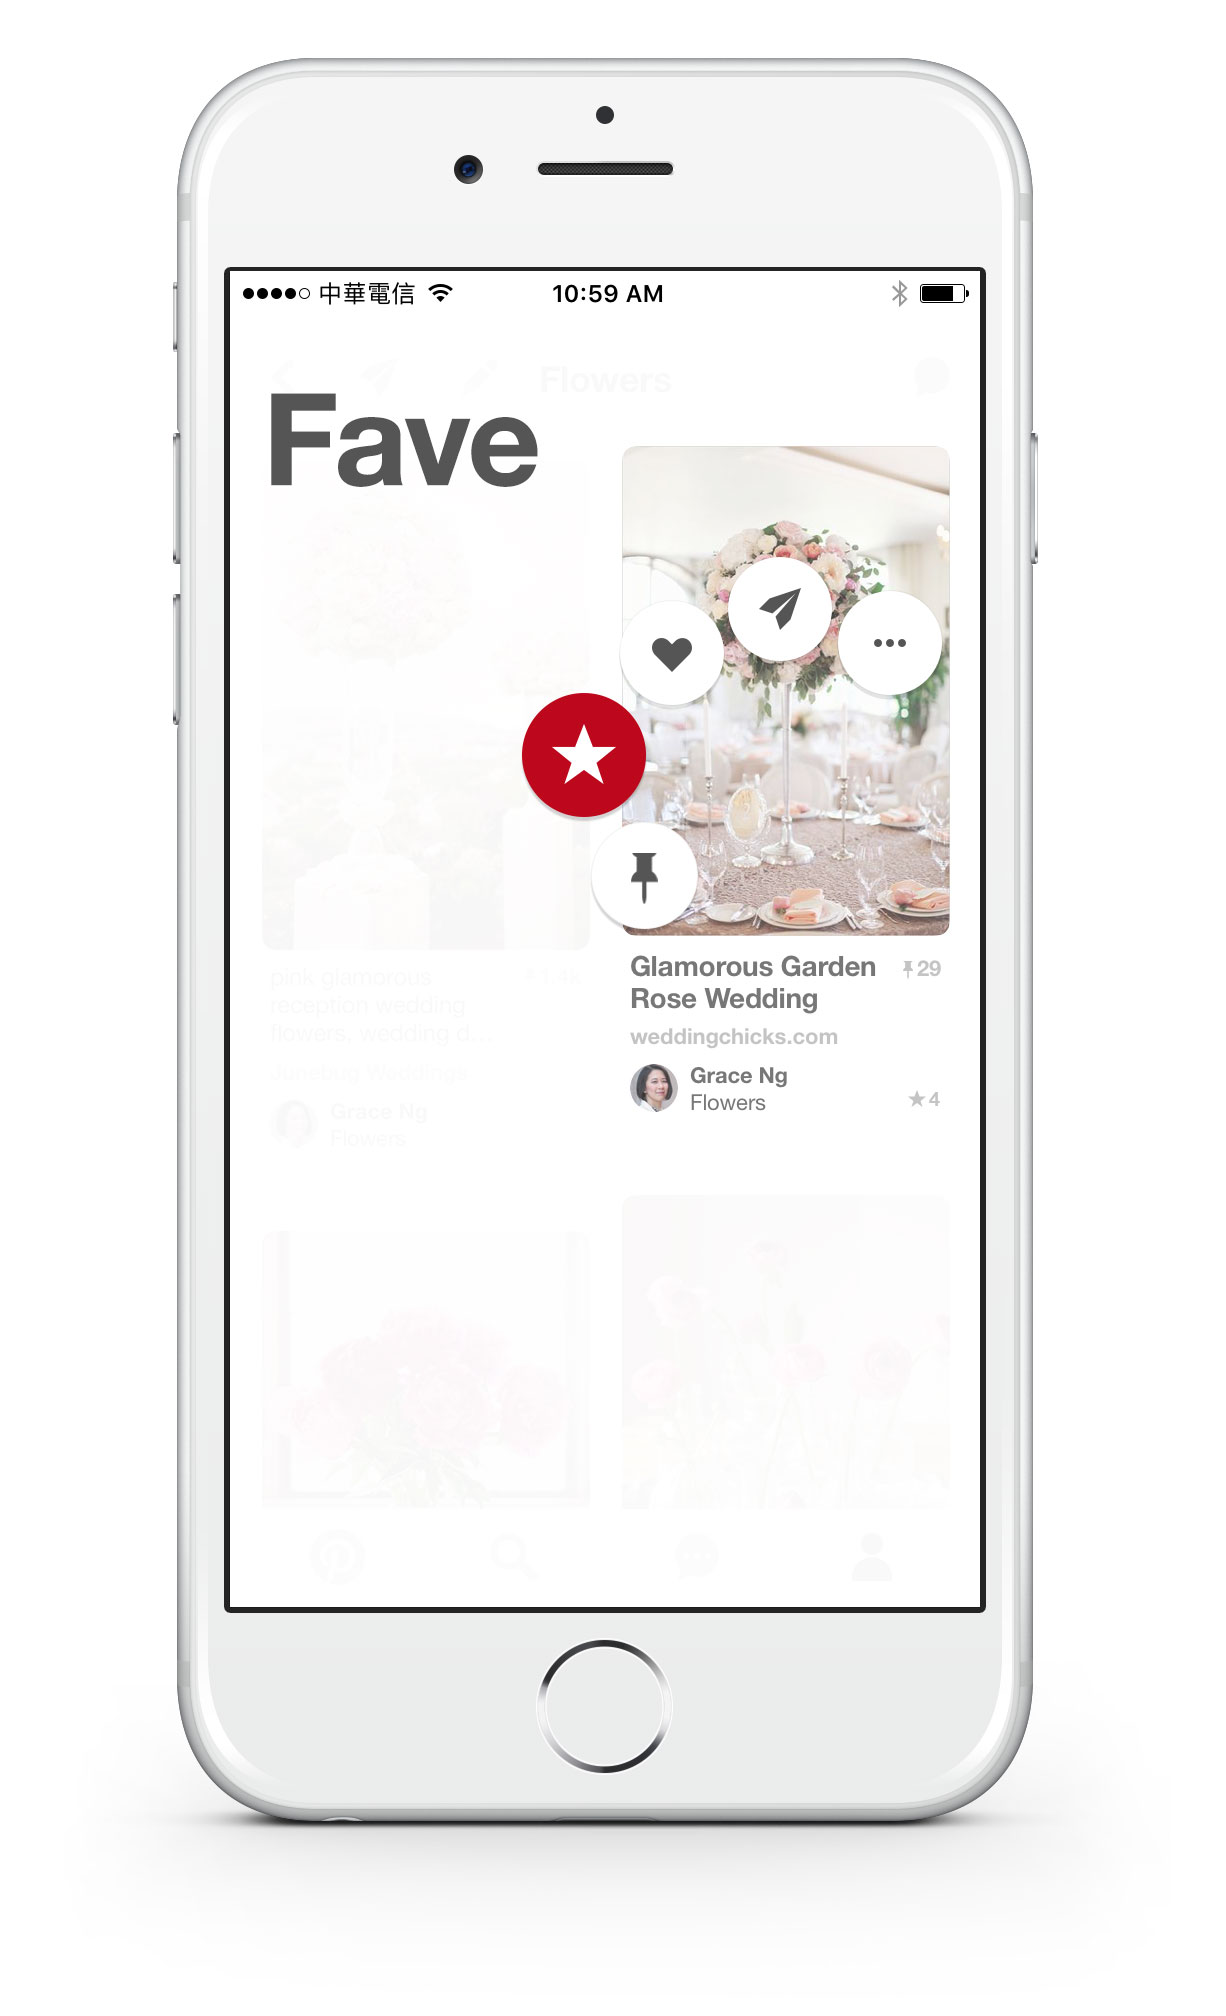 中華電信
10:59 AM
Flowers
Fave
pink glamorous
reception wedding
flowers, wedding d...
1.4k
Junebug Weddings
Grace Ng
Flowers
Glamorous Garden
Rose Wedding
29
weddingchicks.com
Grace Ng
Flowers
4